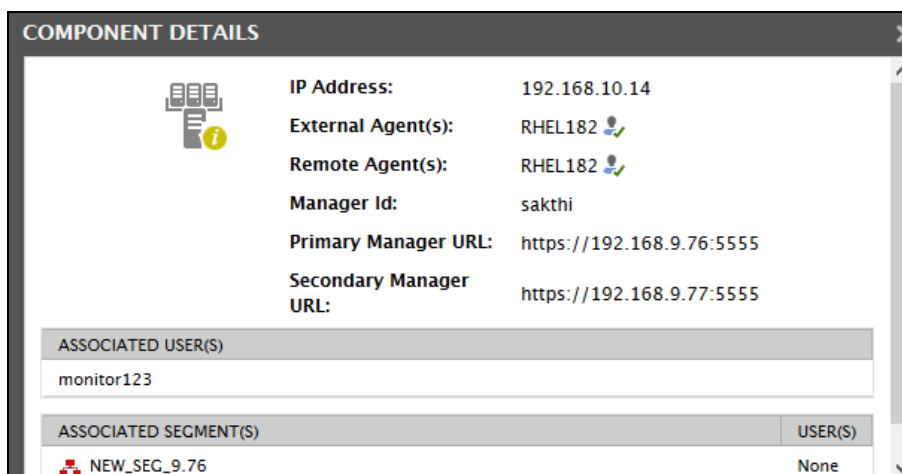 COMPONENT DETAILS
IP Address: 192.168.10.14
External Agent(s): RHEL182
Remote Agent(s): RHEL182
Manager Id: sakthi
Primary Manager URL: https://192.168.9.76:5555
Secondary Manager
URL: https://192.168.9.77:5555
ASSOCIATED USER(S)
monitor123
ASSOCIATED SEGMENT(S) USER(S)
NEW_SEG_9.76 None